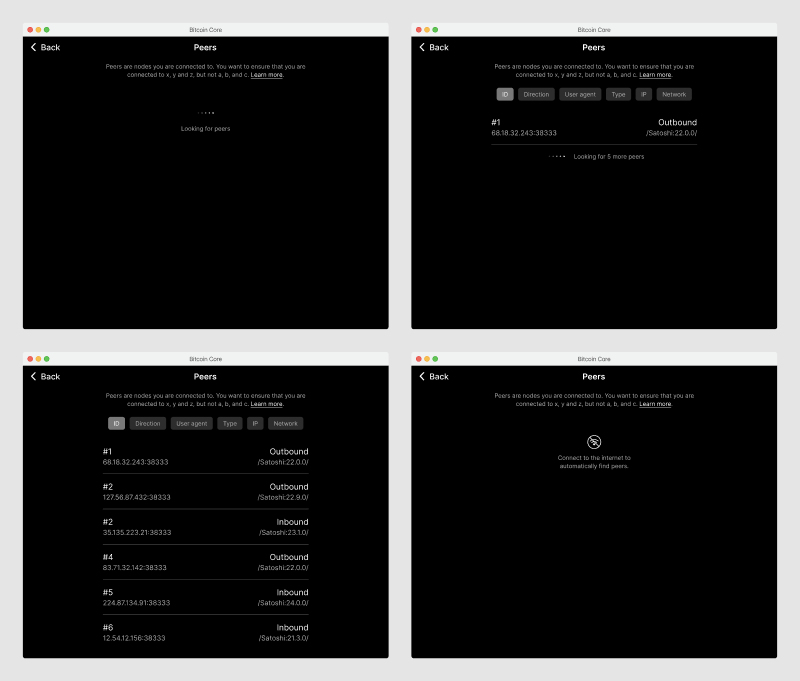 Bitcoin Core
Back
Peers
Peers are nodes you are connected to. You want to ensure that you are
connected to x, y and z, but not a, b, and c. Learn more.
Looking for peers
Bitcoin Core
Back
Peers
Peers are nodes you are connected to. You want to ensure that you are
connected to x, y and z, but not a, b, and c. Learn more.
ID Direction User agent Type IP Network
#1 Outbound
68.18.32.243:38333 /Satoshi:22.0.0/
Looking for 5 more peers
Bitcoin Core
Back
Peers
Peers are nodes you are connected to. You want to ensure that you are
connected to x, y and z, but not a, b, and c. Learn more.
ID Direction User agent Type IP Network
#1 Outbound
68.18.32.243:38333 /Satoshi:22.0.0/
#2 Outbound
127.56.87.432:38333 /Satoshi:22.9.0/
#2 Inbound
35.135.223.21:38333 /Satoshi:23.1.0/
#4 Outbound
83.71.32.142:38333 /Satoshi:22.0.0/
#5 Inbound
224.87.134.91:38333 /Satoshi:24.0.0/
#6 Inbound
12.54.12.156:38333 /Satoshi:21.3.0/
Bitcoin Core
Back
Peers
Peers are nodes you are connected to. You want to ensure that you are
connected to x, y and z, but not a, b, and c. Learn more.
Connect to the internet to
automatically find peers.